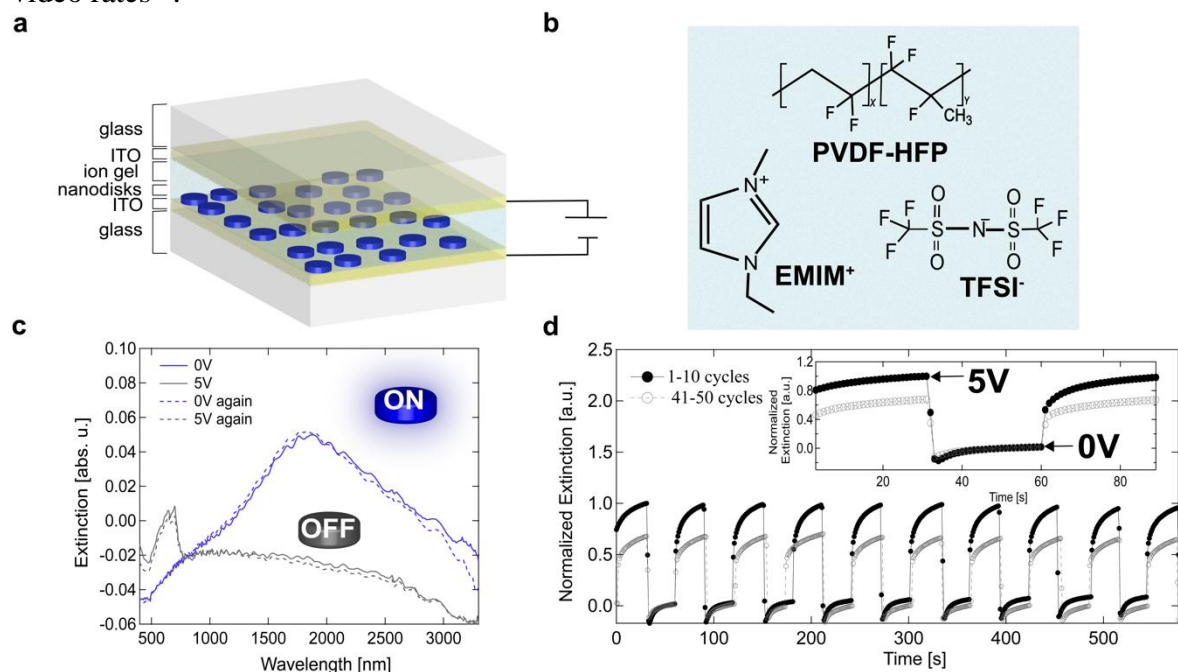 video rates
a
glass
ITO
ion gel
nanodisks
ITO
glass
b
F
F
X
F
F
F
CH3
Y
PVDF-HFP
N+
N
EMIM+
F
F
F
C
O
S
O
N-
O
S
O
C
F
F
F
TFSI-
c
0.10
0.08
0.06
0.04
0.02
0.00
-0.02
-0.04
-0.06
Extinction [abs. u.]
0V
5V
0V again
5V again
ON
OFF
500
1000
1500
2000
2500
3000
Wavelength [nm]
d
2.5
2.0
1.5
1.0
0.5
0.0
Normalized Extinction [a.u.]
1-10 cycles
41-50 cycles
1.2
0.8
0.4
0.0
Normalized
Extinction [a.u.]
5V
0V
20
40
60
80
Time [s]
0
100
200
300
400
500
Time [s]